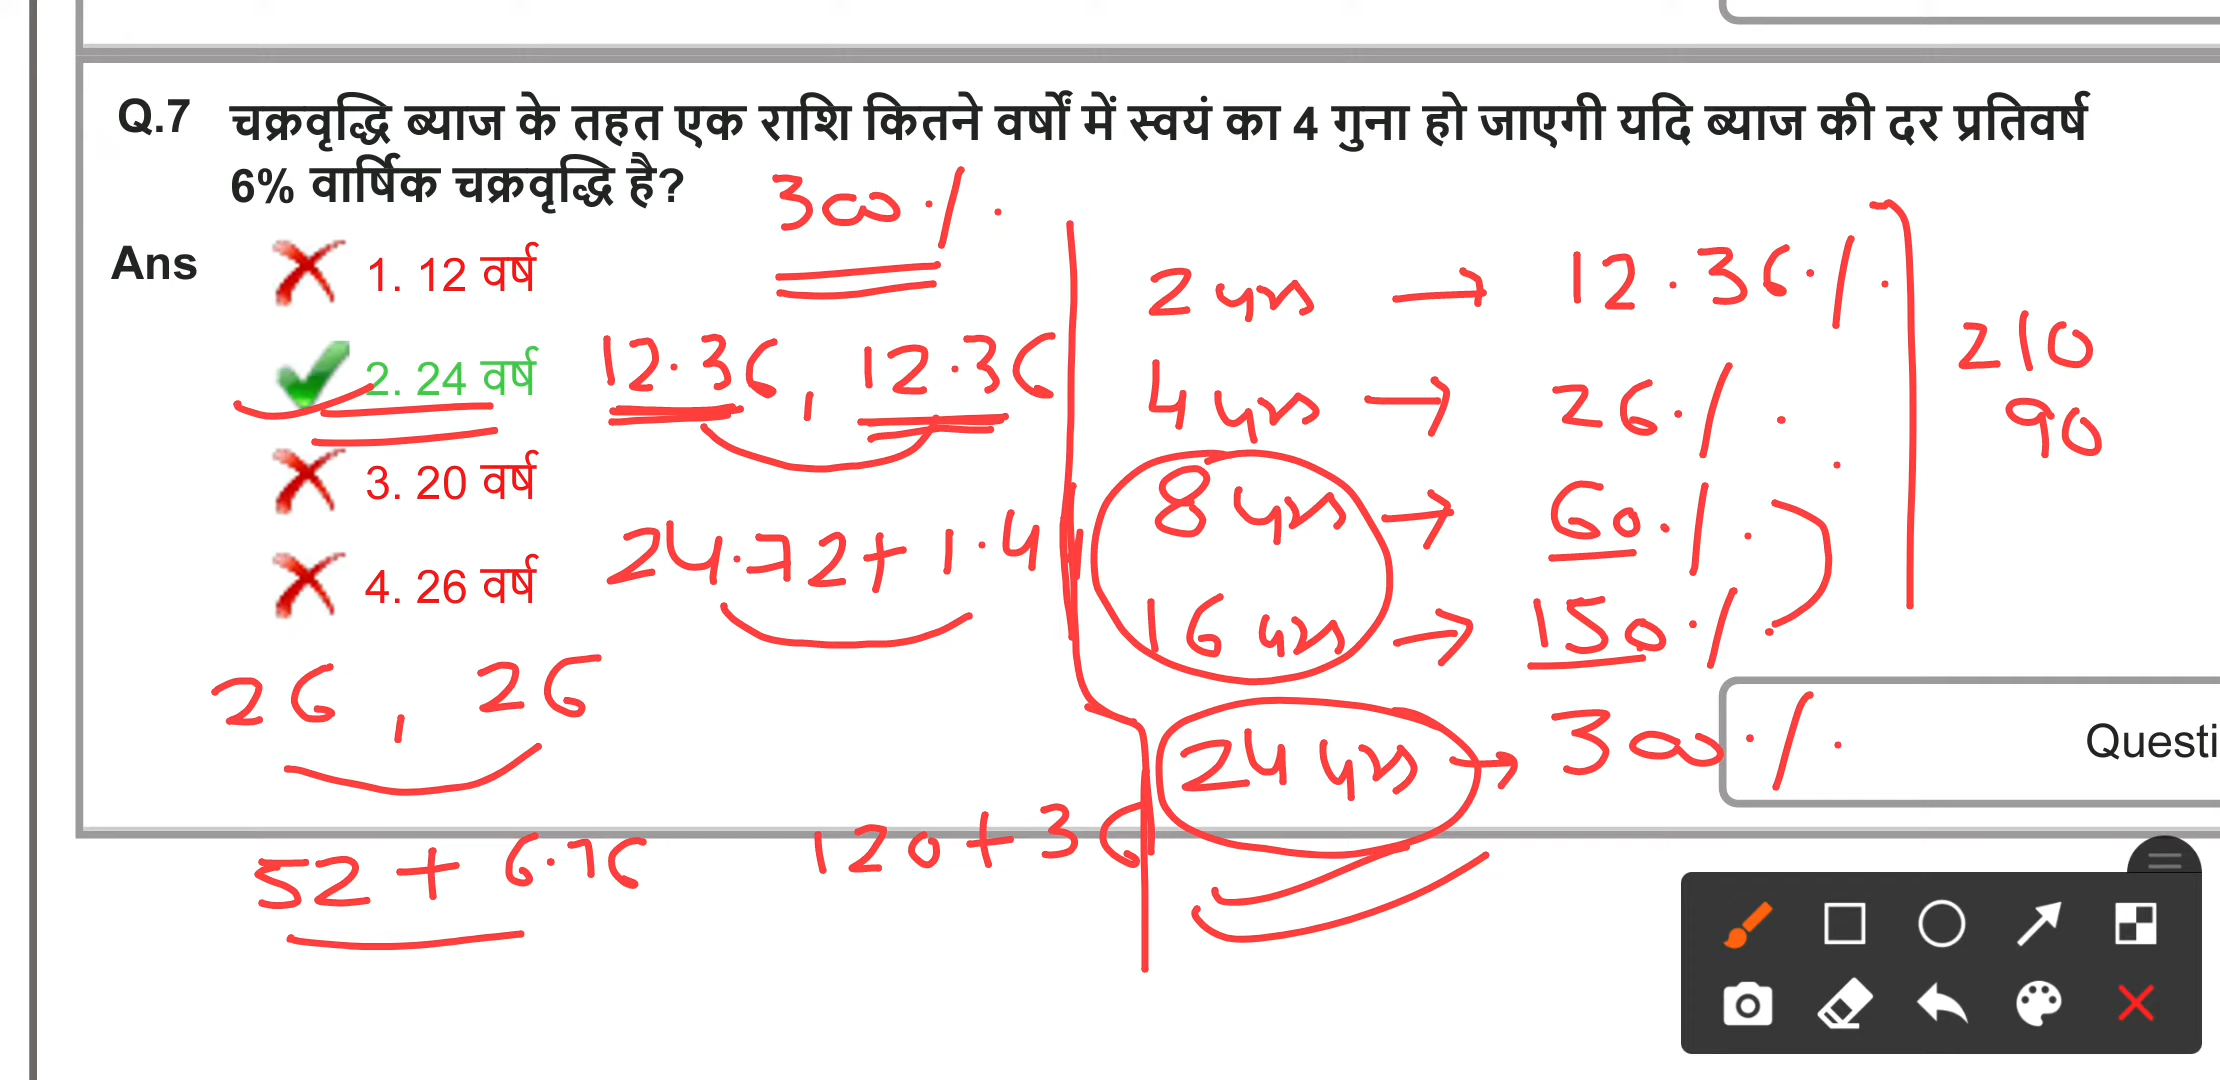 Q.7 चक्रवृद्धि ब्याज के तहत एक राशि कितने वर्षों में स्वयं का 4 गुना हो जाएगी यदि ब्याज की दर प्रतिवर्ष
6% वार्षिक चक्रवृद्धि है?
300%
Ans 1. 12 वर्ष
2. 24 वर्ष
3. 20 वर्ष
4. 26 वर्ष
12.36, 12.36
24.72+1.4
26, 26
52+6.76
120+36
2 yrs → 12.36%
4 yrs → 26%
8 yrs → 60%
16 yrs → 150%
24 yrs → 300%
210
90
Questi